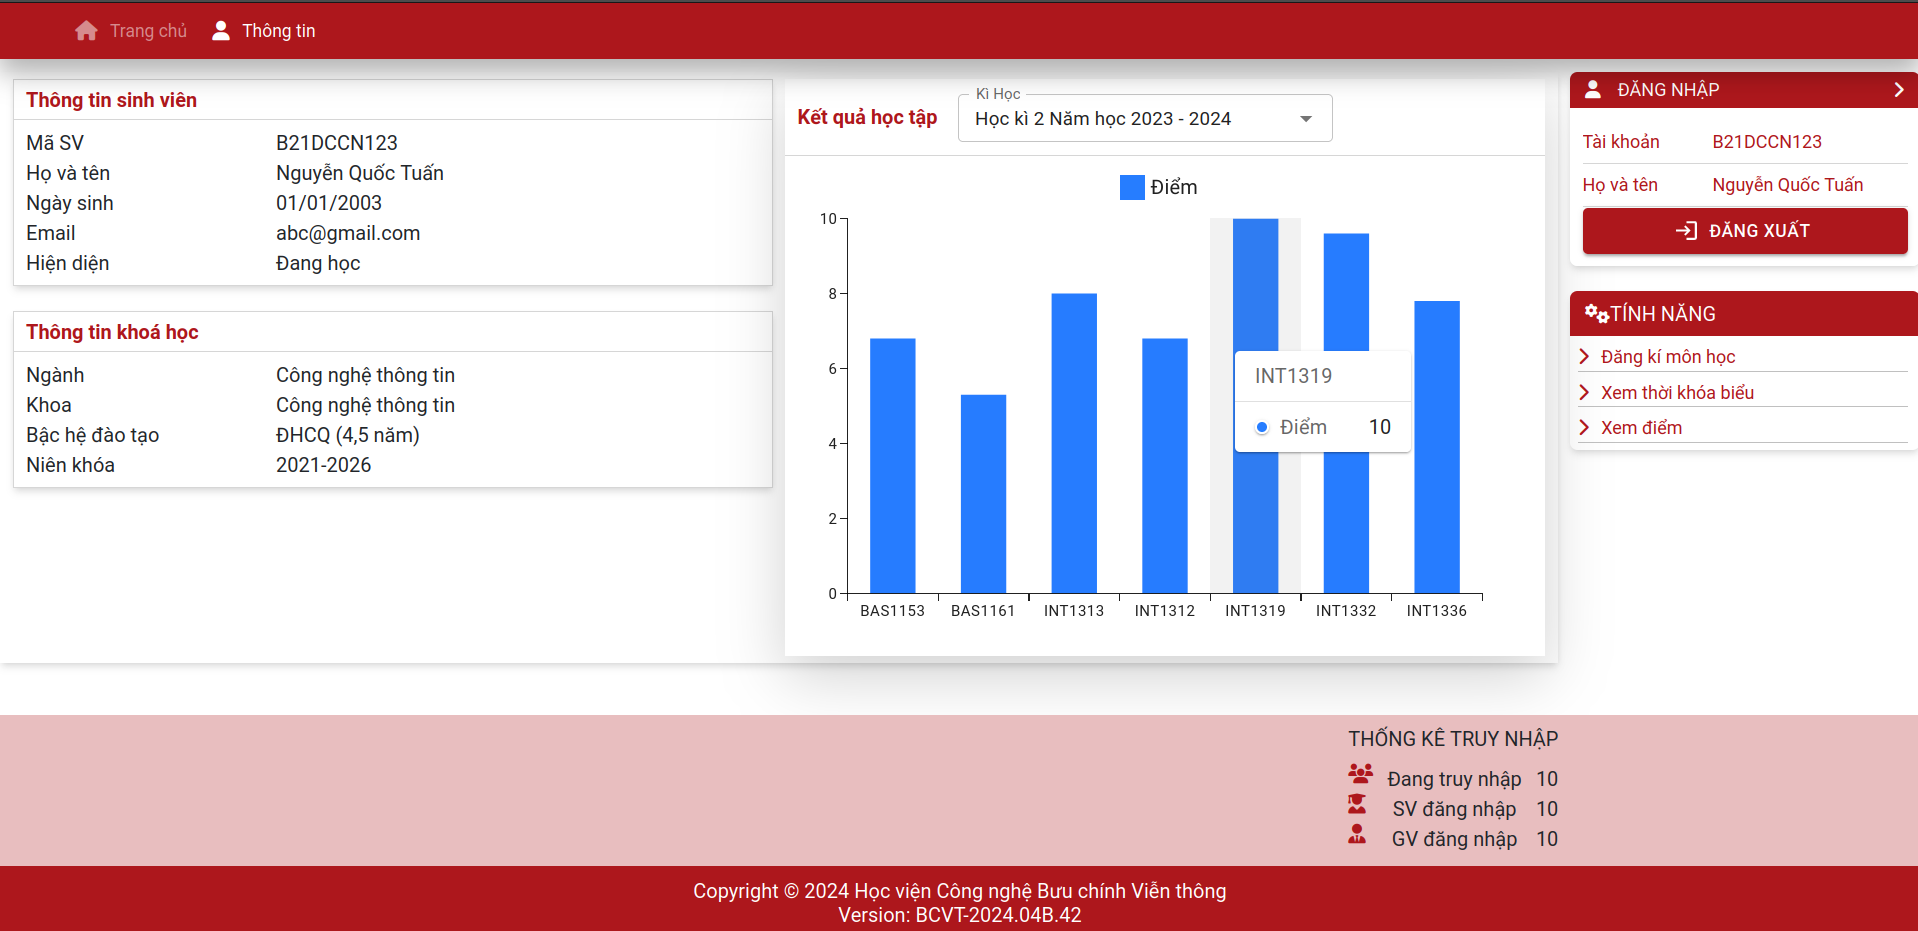 Trang chủ Thông tin
Thông tin sinh viên
Mã SV B21DCCN123
Họ và tên Nguyễn Quốc Tuấn
Ngày sinh 01/01/2003
Email abc@gmail.com
Hiện diện Đang học
Thông tin khoá học
Ngành Công nghệ thông tin
Khoa Công nghệ thông tin
Bậc hệ đào tạo ĐHCQ (4,5 năm)
Niên khóa 2021-2026
Kết quả học tập
Kì Học
Học kì 2 Năm học 2023 - 2024
Điểm
10
8
6
4
2
0
BAS1153 BAS1161 INT1313 INT1312 INT1319 INT1332 INT1336
INT1319
Điểm 10
ĐĂNG NHẬP
Tài khoản B21DCCN123
Họ và tên Nguyễn Quốc Tuấn
ĐĂNG XUẤT
TÍNH NĂNG
Đăng kí môn học
Xem thời khóa biểu
Xem điểm
THỐNG KÊ TRUY NHẬP
Đang truy nhập 10
SV đăng nhập 10
GV đăng nhập 10
Copyright © 2024 Học viện Công nghệ Bưu chính Viễn thông
Version: BCVT-2024.04B.42